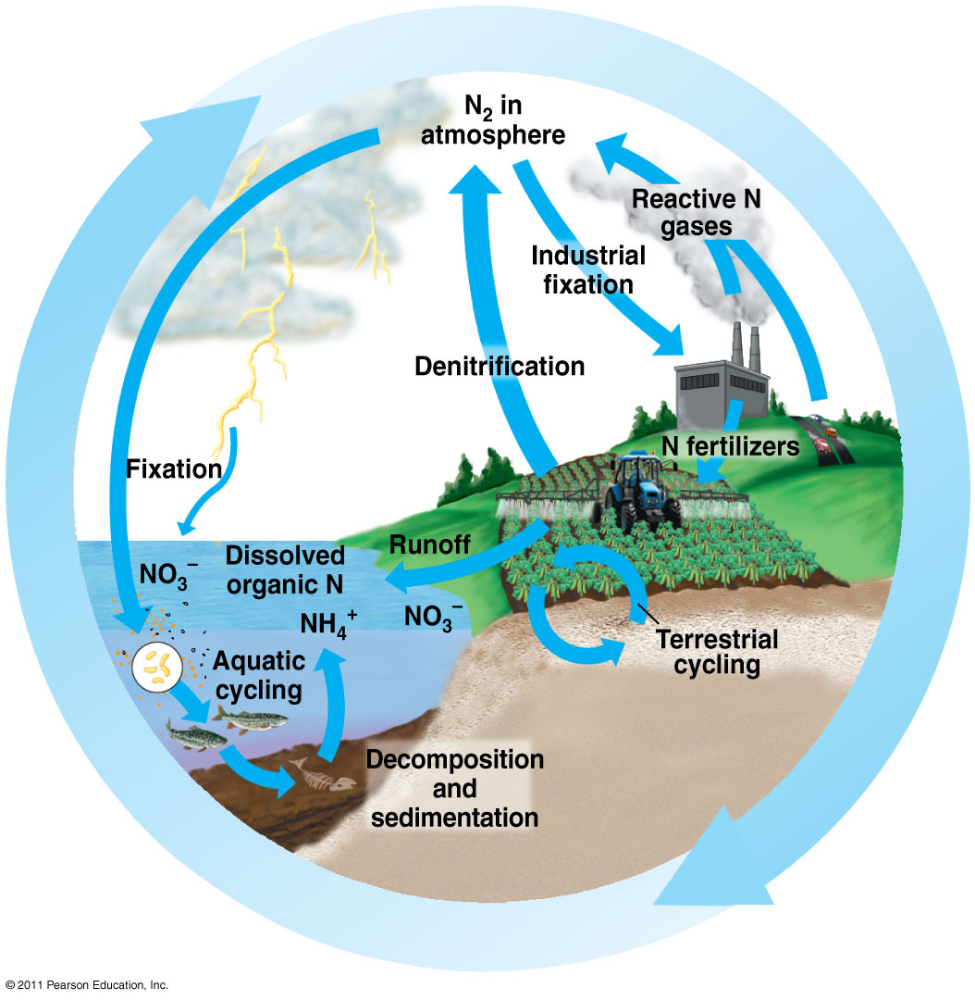 N₂ in
atmosphere
Reactive N
gases
Industrial
fixation
Denitrification
N fertilizers
Fixation
Runoff
Dissolved
organic N
NO₃⁻
NH₄⁺
NO₃⁻
Terrestrial
cycling
Aquatic
cycling
Decomposition
and
sedimentation
© 2011 Pearson Education, Inc.